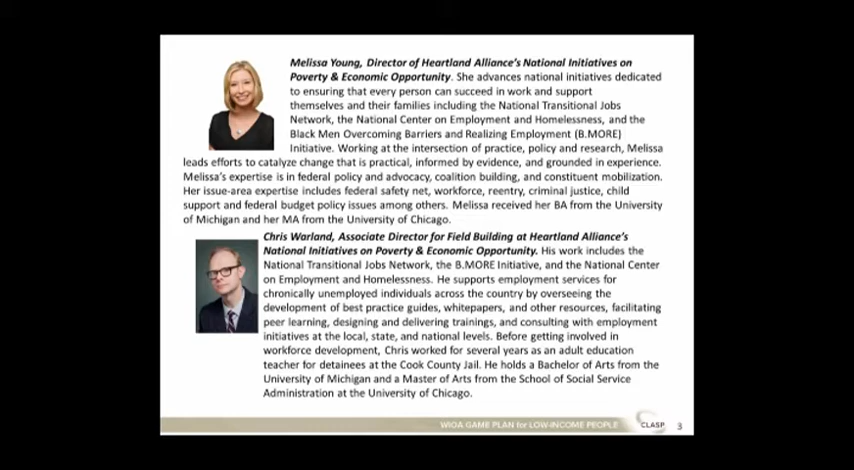 Melissa Young, Director of Heartland Alliance's National Initiatives on
Poverty & Economic Opportunity. She advances national initiatives dedicated
to ensuring that every person can succeed in work and support
themselves and their families including the National Transitional Jobs
Network, the National Center on Employment and Homelessness, and the
Black Men Overcoming Barriers and Realizing Employment (B.MORE)
Initiative. Working at the intersection of practice, policy and research, Melissa
leads efforts to catalyze change that is practical, informed by evidence, and grounded in experience.
Melissa's expertise is in federal policy and advocacy, coalition building, and constituent mobilization.
Her issue-area expertise includes federal safety net, workforce, reentry, criminal justice, child
support and federal budget policy issues among others. Melissa received her BA from the University
of Michigan and her MA from the University of Chicago.
Chris Warland, Associate Director for Field Building at Heartland Alliance's
National Initiatives on Poverty & Economic Opportunity. His work includes the
National Transitional Jobs Network, the B.MORE Initiative, and the National Center
on Employment and Homelessness. He supports employment services for
chronically unemployed individuals across the country by overseeing the
development of best practice guides, whitepapers, and other resources, facilitating
peer learning, designing and delivering trainings, and consulting with employment
initiatives at the local, state, and national levels. Before getting involved in
workforce development, Chris worked for several years as an adult education
teacher for detainees at the Cook County Jail. He holds a Bachelor of Arts from the
University of Michigan and a Master of Arts from the School of Social Service
Administration at the University of Chicago.
WIOA GAME PLAN for LOW-INCOME PEOPLE CLASP 3